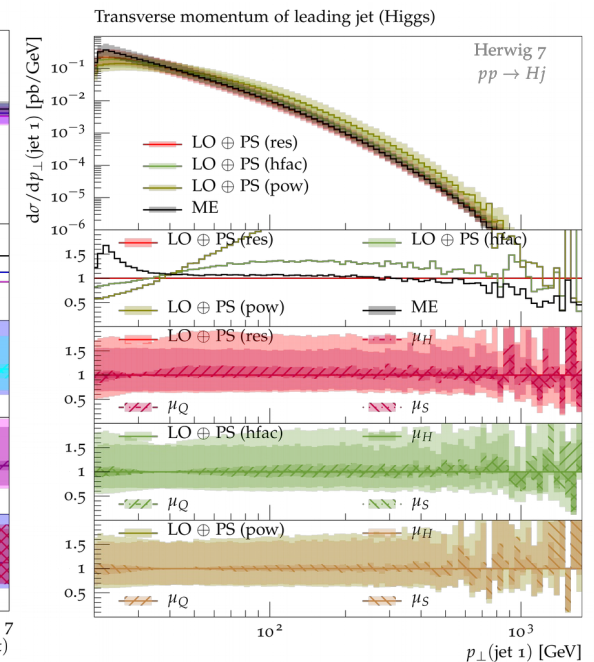 Transverse momentum of leading jet (Higgs)
Herwig 7
pp → Hj
dσ/dp⊥(jet 1) [pb/GeV]
10⁻¹
10⁻²
10⁻³
10⁻⁴
10⁻⁵
10⁻⁶
LO ⊕ PS (res)
LO ⊕ PS (hfac)
LO ⊕ PS (pow)
ME
LO ⊕ PS (res) LO ⊕ PS (hfac)
1.5
1
0.5
LO ⊕ PS (pow) ME
LO ⊕ PS (res) μH
1.5
1
0.5
μQ μS
LO ⊕ PS (hfac) μH
1.5
1
0.5
μQ μS
LO ⊕ PS (pow) μH
1.5
1
0.5
μQ μS
7 10² 10³
p⊥(jet 1) [GeV]